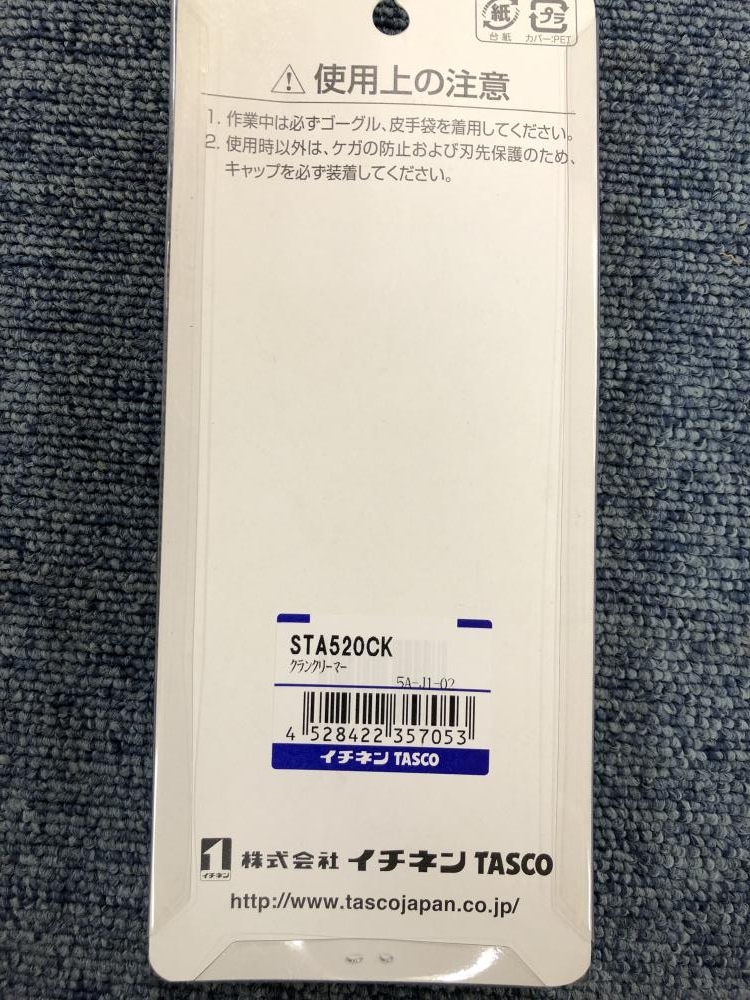 紙
プラ
台紙
カバー:PET
使用上の注意
1. 作業中は必ずゴーグル、皮手袋を着用してください。
2. 使用時以外は、ケガの防止および刃先保護のため、
キャップを必ず装着してください。
STA520CK
クランクリーマー
5A-J1-02
4 528422 357053
イチネン TASCO
1
イチネン
株式会社 イチネン TASCO
http://www.tascojapan.co.jp/